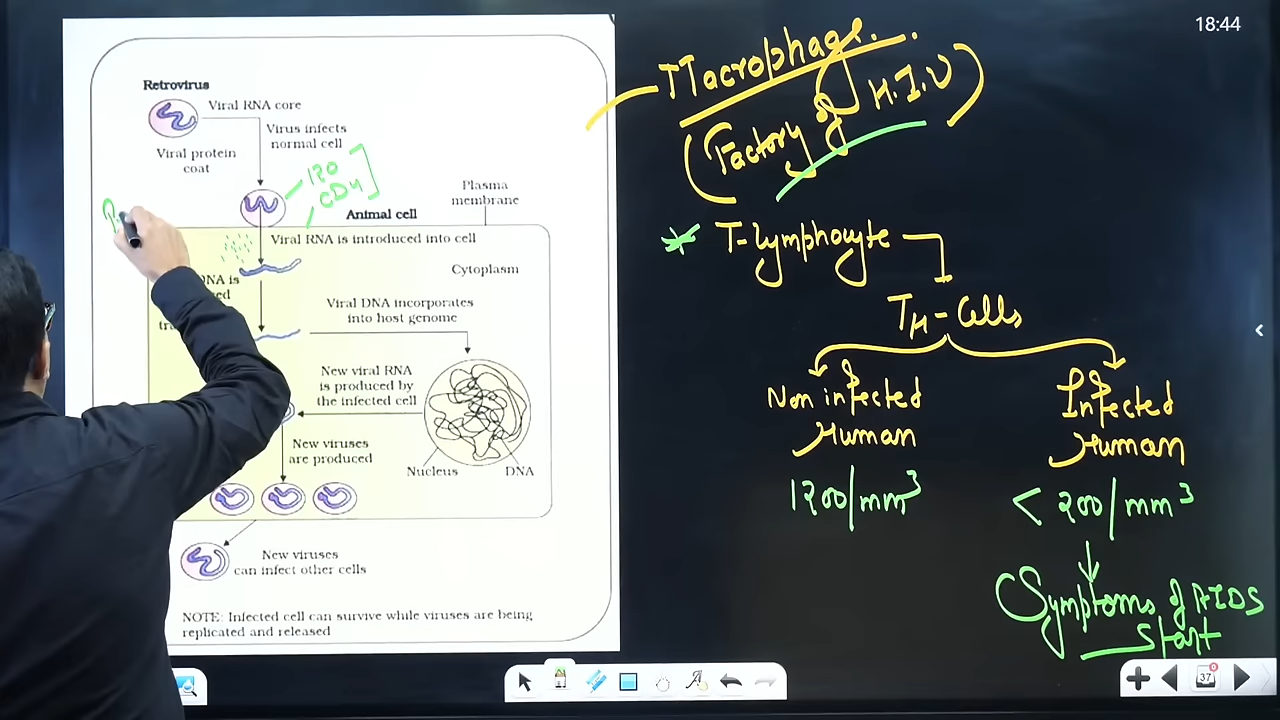 18:44
Retrovirus
Viral RNA core
Virus infects
normal cell
Viral protein
coat
120
CD4
Plasma
membrane
Animal cell
Viral RNA is introduced into cell
Cytoplasm
DNA is
Viral DNA incorporates
into host genome
New viral RNA
is produced by
the infected cell
New viruses
are produced
Nucleus
DNA
New viruses
can infect other cells
NOTE: Infected cell can survive while viruses are being
replicated and released
Macrophage
(Factory of H.I.V)
* T-lymphocyte
TH-Cells
Non infected
Human
1200/mm³
Infected
Human
< 200/mm³
Symptoms of AIDS
Start
37